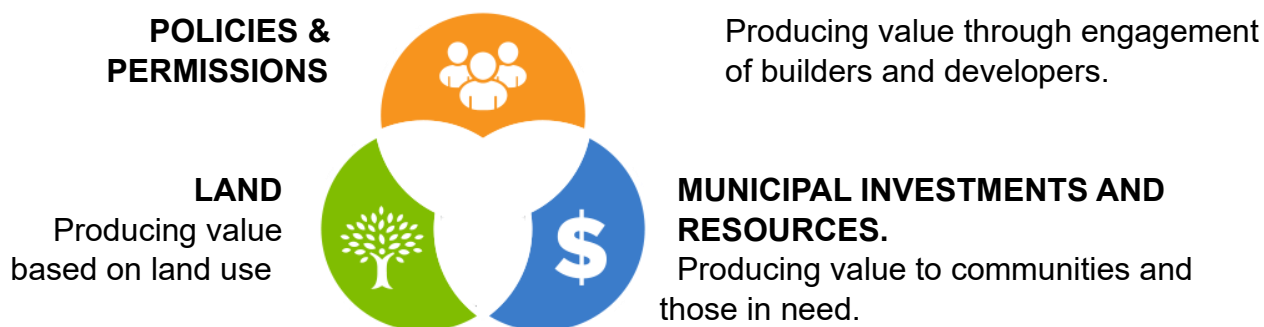 POLICIES &
PERMISSIONS
Producing value through engagement
of builders and developers.
LAND
Producing value
based on land use
$
MUNICIPAL INVESTMENTS AND
RESOURCES.
Producing value to communities and
those in need.